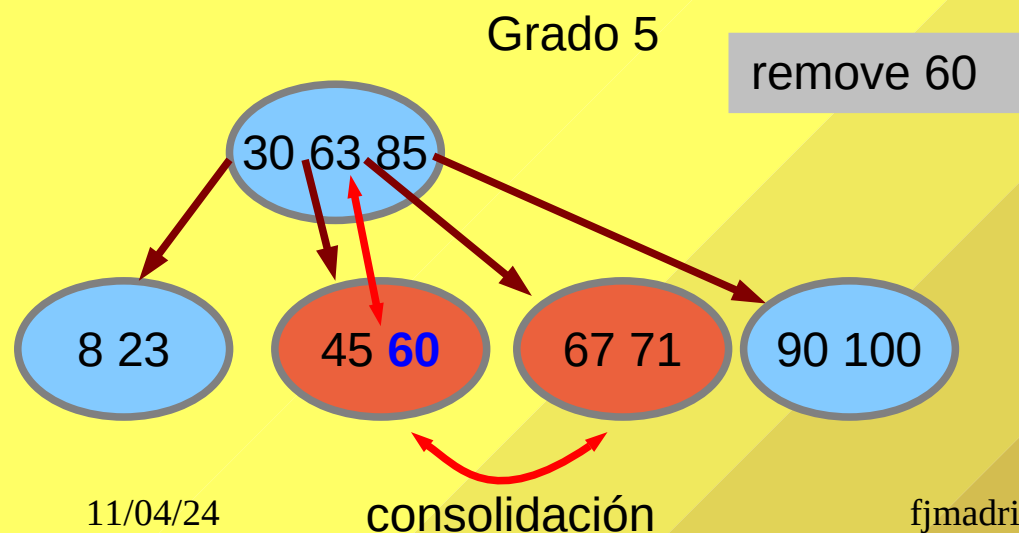 Grado 5
remove 60
30 63 85
8 23
45 60
67 71
90 100
11/04/24
consolidación
fjmadri